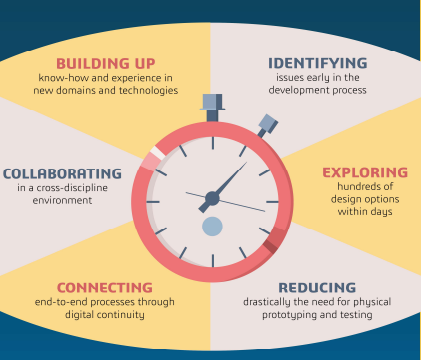 BUILDING UP
know-how and experience in
new domains and technologies
IDENTIFYING
issues early in the
development process
COLLABORATING
in a cross-discipline
environment
EXPLORING
hundreds of
design options
within days
CONNECTING
end-to-end processes through
digital continuity
REDUCING
drastically the need for physical
prototyping and testing